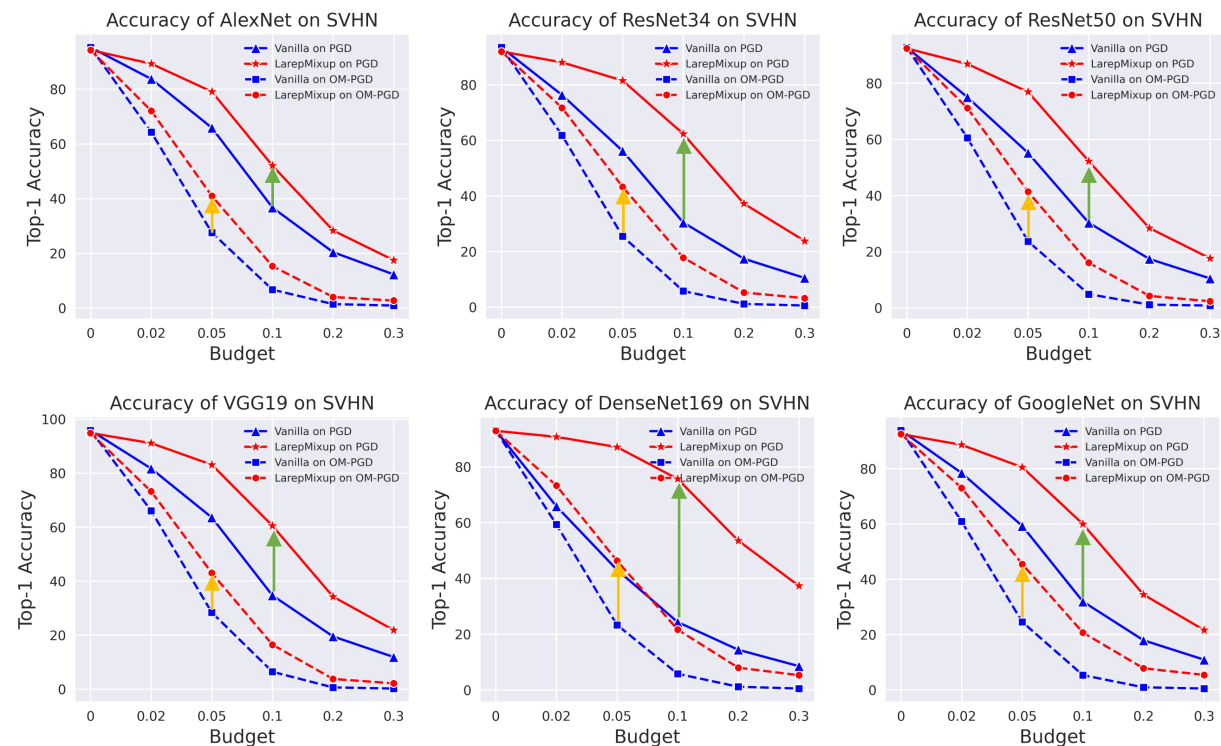 Accuracy of AlexNet on SVHN
Vanilla on PGD
LarepMixup on PGD
Vanilla on OM-PGD
LarepMixup on OM-PGD
Top-1 Accuracy
80
60
40
20
0
0 0.02 0.05 0.1 0.2 0.3
Budget
Accuracy of ResNet34 on SVHN
Vanilla on PGD
LarepMixup on PGD
Vanilla on OM-PGD
LarepMixup on OM-PGD
Top-1 Accuracy
80
60
40
20
0
0 0.02 0.05 0.1 0.2 0.3
Budget
Accuracy of ResNet50 on SVHN
Vanilla on PGD
LarepMixup on PGD
Vanilla on OM-PGD
LarepMixup on OM-PGD
Top-1 Accuracy
80
60
40
20
0
0 0.02 0.05 0.1 0.2 0.3
Budget
Accuracy of VGG19 on SVHN
Vanilla on PGD
LarepMixup on PGD
Vanilla on OM-PGD
LarepMixup on OM-PGD
Top-1 Accuracy
100
80
60
40
20
0
0 0.02 0.05 0.1 0.2 0.3
Budget
Accuracy of DenseNet169 on SVHN
Vanilla on PGD
LarepMixup on PGD
Vanilla on OM-PGD
LarepMixup on OM-PGD
Top-1 Accuracy
80
60
40
20
0
0 0.02 0.05 0.1 0.2 0.3
Budget
Accuracy of GoogleNet on SVHN
Vanilla on PGD
LarepMixup on PGD
Vanilla on OM-PGD
LarepMixup on OM-PGD
Top-1 Accuracy
80
60
40
20
0
0 0.02 0.05 0.1 0.2 0.3
Budget